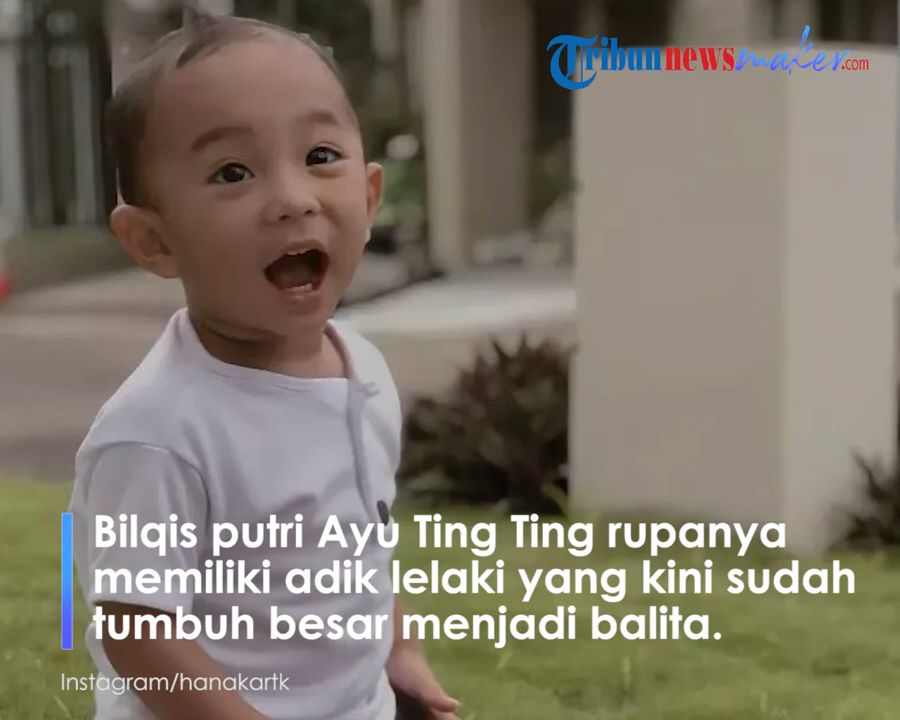 Tribunnewsmaker.com
Bilqis putri Ayu Ting Ting rupanya
memiliki adik lelaki yang kini sudah
tumbuh besar menjadi balita.
Instagram/hanakartk